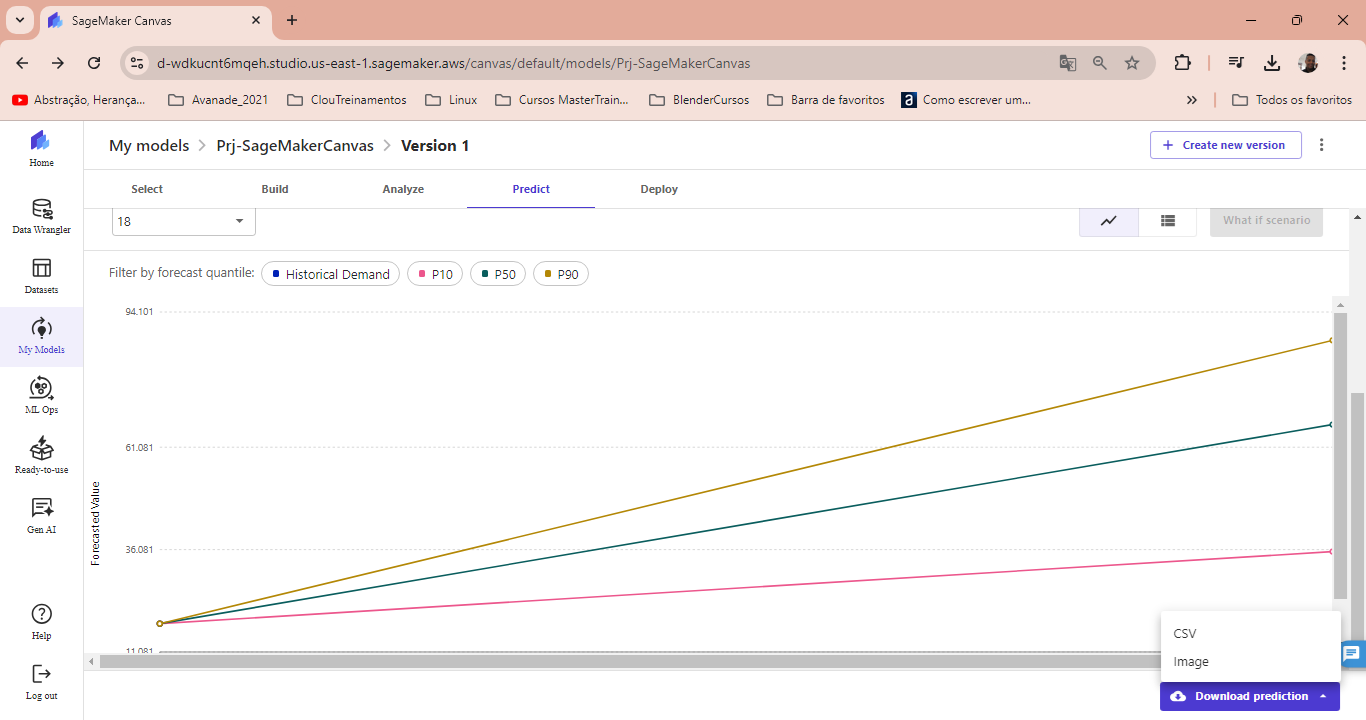 SageMaker Canvas
d-wdkucnt6mqeh.studio.us-east-1.sagemaker.aws/canvas/default/models/Prj-SageMakerCanvas
Abstração, Herança... Avanade_2021 ClouTreinamentos Linux Cursos MasterTrain... BlenderCursos Barra de favoritos a Como escrever um... » Todos os favoritos
Home
Data Wrangler
Datasets
My Models
ML Ops
Ready-to-use
Gen AI
Help
Log out
My models > Prj-SageMakerCanvas > Version 1
+ Create new version
Select Build Analyze Predict Deploy
18
What if scenario
Filter by forecast quantile: Historical Demand P10 P50 P90
94.101
61.081
36.081
11.081
Forecasted Value
CSV
Image
Download prediction